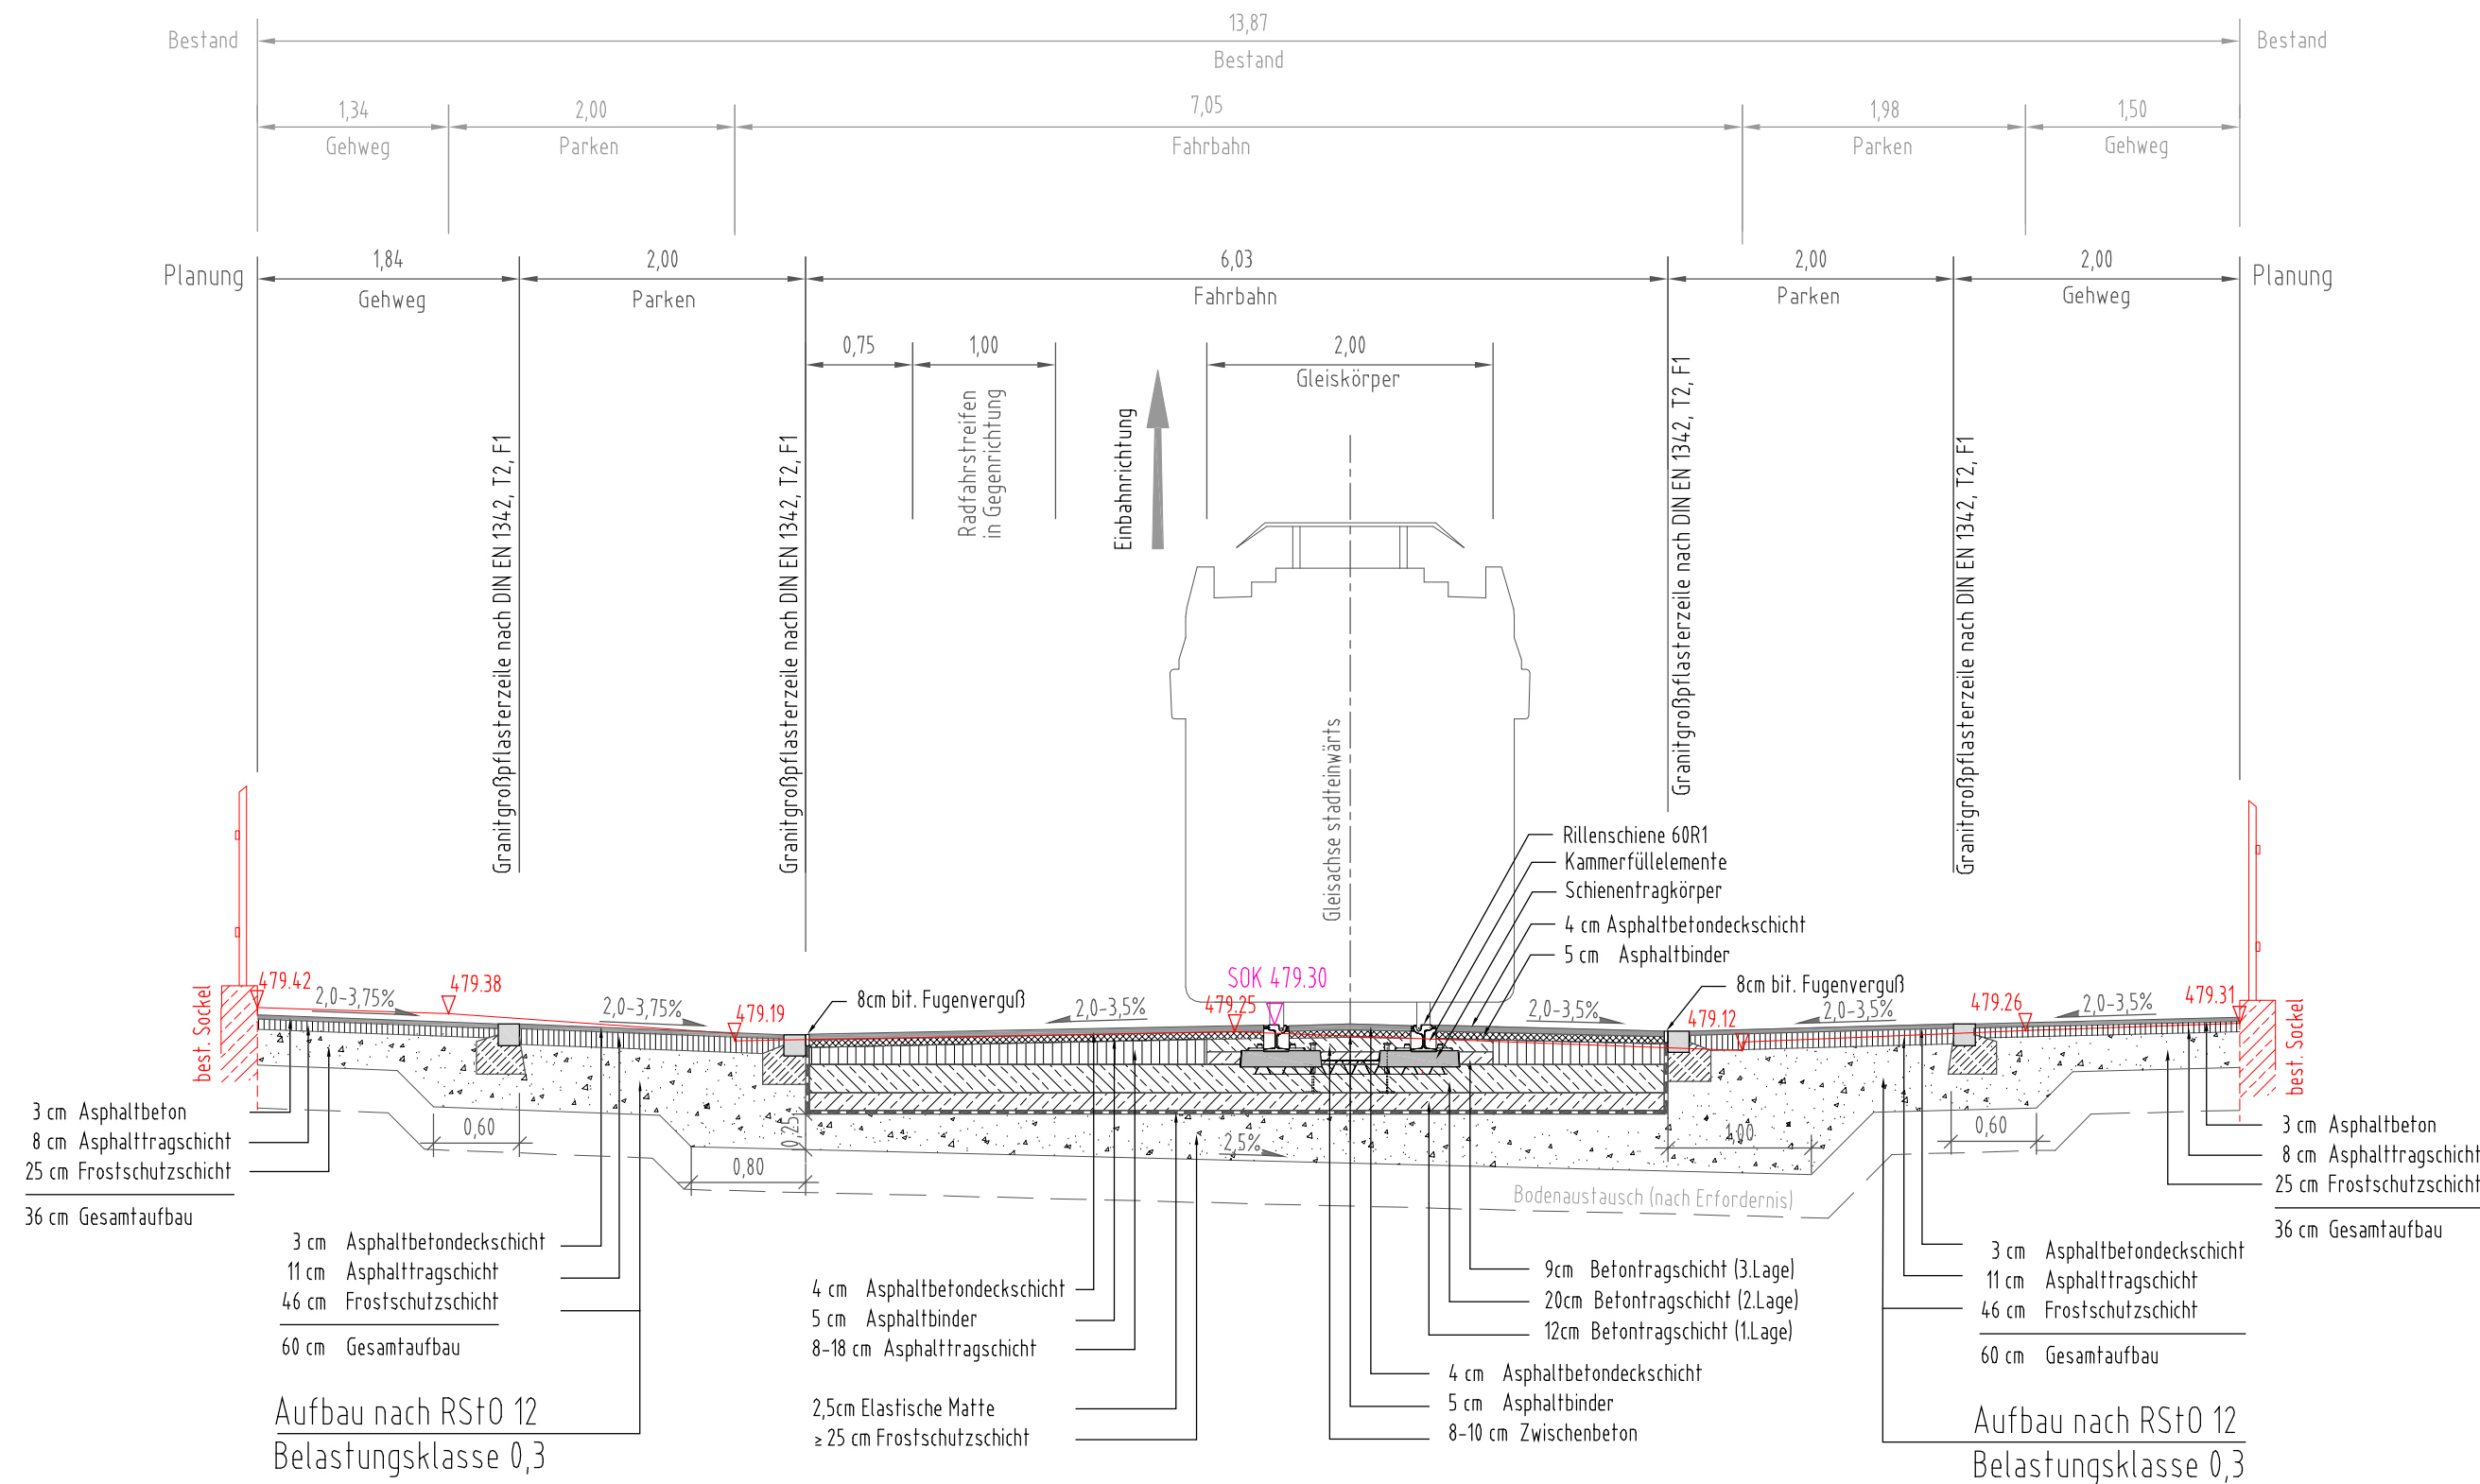 13,87
Bestand
Bestand
Bestand
1,34
2,00
7,05
1,98
1,50
Gehweg
Parken
Fahrbahn
Parken
Gehweg
Planung
1,84
2,00
6,03
2,00
2,00
Planung
Gehweg
Parken
Fahrbahn
Parken
Gehweg
0,75
1,00
2,00
Gleiskörper
Radfahrstreifen
in Gegenrichtung
Einbahnrichtung
Granitgroßpflasterzeile nach DIN EN 1342, T2, F1
Granitgroßpflasterzeile nach DIN EN 1342, T2, F1
Granitgroßpflasterzeile nach DIN EN 1342, T2, F1
Granitgroßpflasterzeile nach DIN EN 1342, T2, F1
Gleisachse stadteinwärts
Rillenschiene 60R1
Kammerfüllelemente
Schienentragkörper
4 cm Asphaltbetondeckschicht
5 cm Asphaltbinder
best. Sockel
479.42
2,0-3,75%
479.38
2,0-3,75%
479.19
8cm bit. Fugenverguß
2,0-3,5%
SOK 479.30
479.25
2,0-3,5%
8cm bit. Fugenverguß
479.12
2,0-3,5%
479.26
2,0-3,5%
479.31
best. Sockel
0,60
0,80
0,25
2,5%
1,00
0,60
Bodenaustausch (nach Erfordernis)
3 cm Asphaltbeton
8 cm Asphalttragschicht
25 cm Frostschutzschicht
36 cm Gesamtaufbau
3 cm Asphaltbetondeckschicht
11 cm Asphalttragschicht
46 cm Frostschutzschicht
60 cm Gesamtaufbau
Aufbau nach RStO 12
Belastungsklasse 0,3
4 cm Asphaltbetondeckschicht
5 cm Asphaltbinder
8-18 cm Asphalttragschicht
2,5cm Elastische Matte
≥ 25 cm Frostschutzschicht
9cm Betontragschicht (3.Lage)
20cm Betontragschicht (2.Lage)
12cm Betontragschicht (1.Lage)
4 cm Asphaltbetondeckschicht
5 cm Asphaltbinder
8-10 cm Zwischenbeton
3 cm Asphaltbeton
8 cm Asphalttragschicht
25 cm Frostschutzschicht
36 cm Gesamtaufbau
3 cm Asphaltbetondeckschicht
11 cm Asphalttragschicht
46 cm Frostschutzschicht
60 cm Gesamtaufbau
Aufbau nach RStO 12
Belastungsklasse 0,3